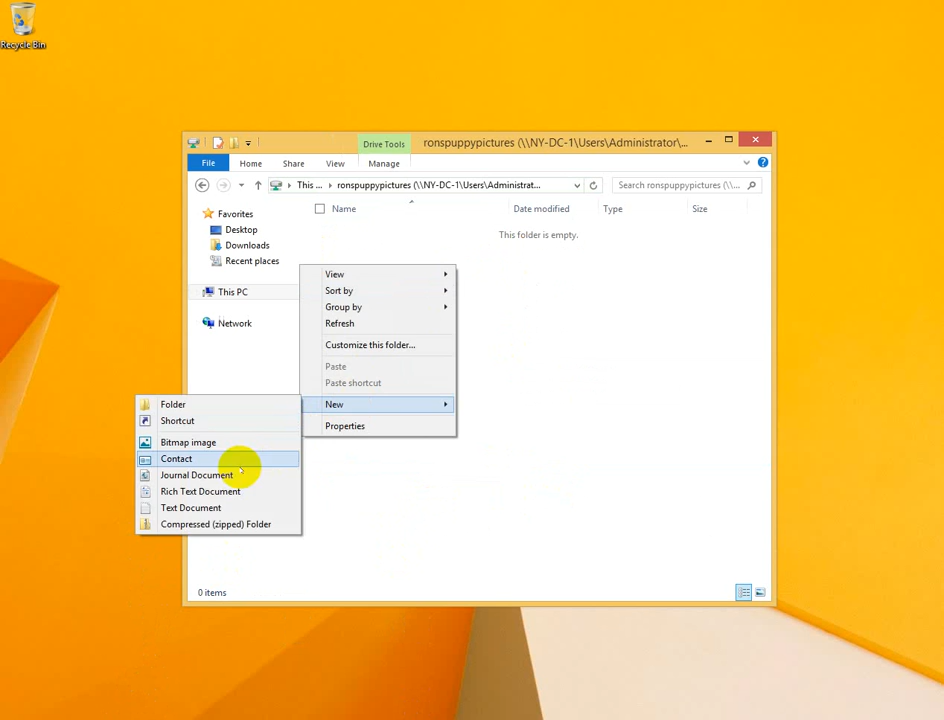 Recycle Bin
Drive Tools
ronspuppypictures (\\NY-DC-1\Users\Administrator\...
File Home Share View Manage
This ... ronspuppypictures (\\NY-DC-1\Users\Administrat... Search ronspuppypictures (\\...
Favorites
Desktop
Downloads
Recent places
This PC
Network
Name Date modified Type Size
This folder is empty.
View
Sort by
Group by
Refresh
Customize this folder...
Paste
Paste shortcut
New
Properties
Folder
Shortcut
Bitmap image
Contact
Journal Document
Rich Text Document
Text Document
Compressed (zipped) Folder
0 items